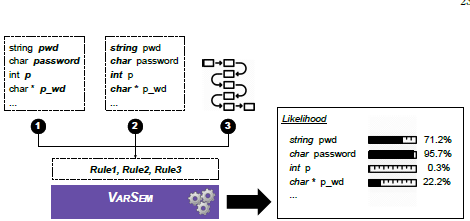 string pwd
char password
int p
char * p_wd
...
string pwd
char password
int p
char* p_wd
...
1
2
3
Rule1, Rule2, Rule3
VARSEM
Likelihood
string pwd 71.2%
char password 95.7%
int p 0.3%
char * p_wd 22.2%
...